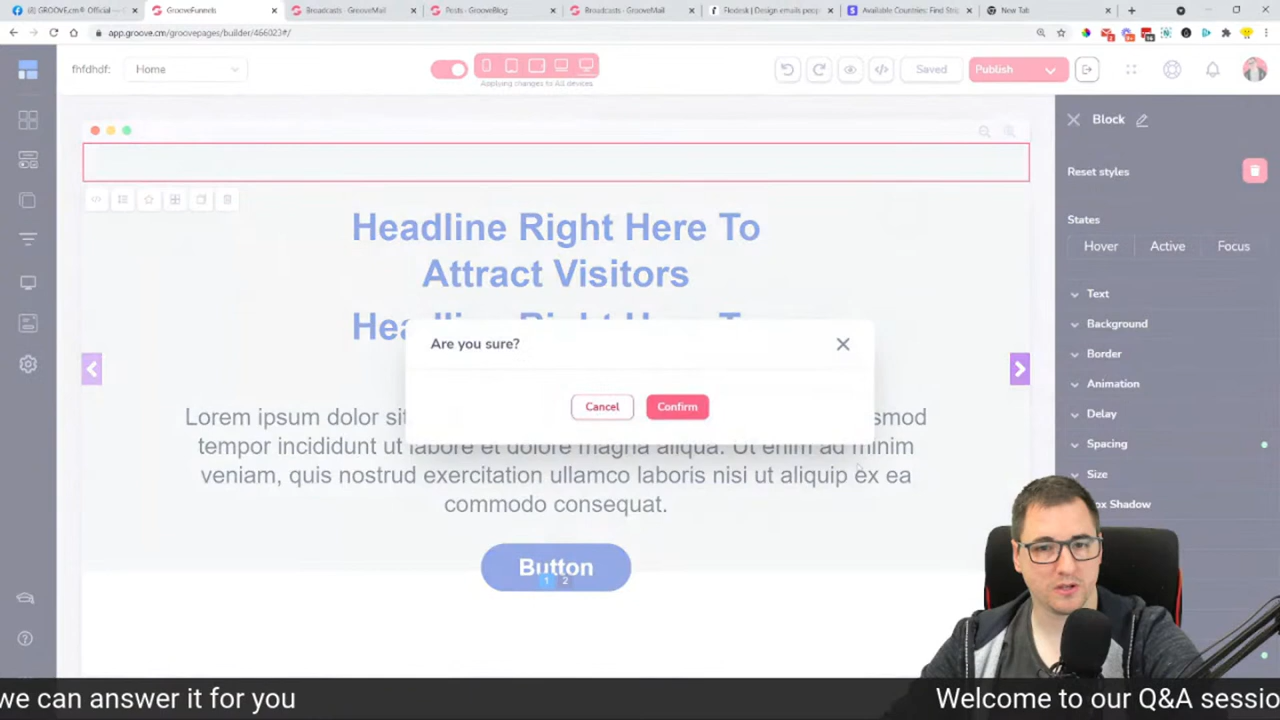 (8) GROOVE.cm® Official —
GrooveFunnels
Broadcasts - GrooveMail
Posts - GrooveBlog
Broadcasts - GrooveMail
Flodesk | Design emails peop
Available Countries: Find Stri
New Tab
app.groove.cm/groovepages/builder/466023#/
fhfdhdf:
Home
Applying changes to All devices
Saved
Publish
Block
Reset styles
States
Hover
Active
Focus
Text
Background
Border
Animation
Delay
Spacing
Size
ox Shadow
Headline Right Here To
Attract Visitors
Are you sure?
Cancel
Confirm
Lorem ipsum dolor sit
smod
tempor incididunt ut labore et dolore magna aliqua. Ut enim ad minim
veniam, quis nostrud exercitation ullamco laboris nisi ut aliquip ex ea
commodo consequat.
Button
1 2
we can answer it for you
Welcome to our Q&A sessio